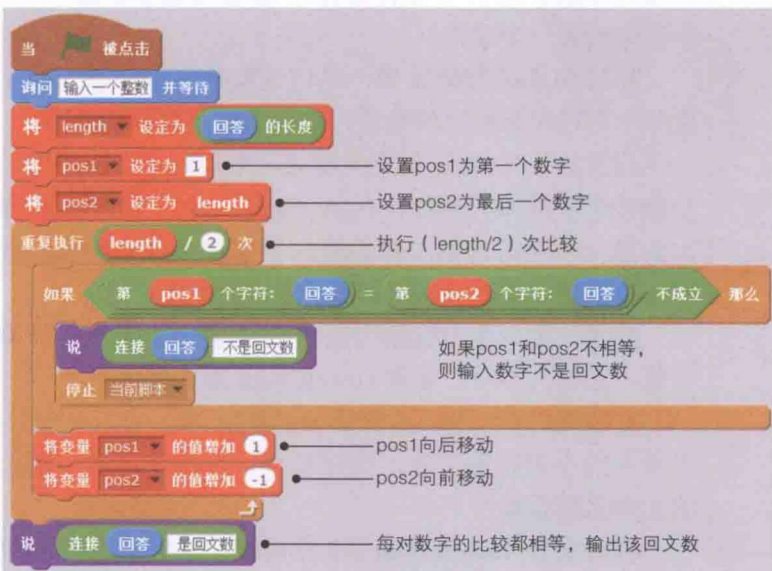 当 被点击
询问 输入一个整数 并等待
将 length 设定为 回答 的长度
将 pos1 设定为 1 设置pos1为第一个数字
将 pos2 设定为 length 设置pos2为最后一个数字
重复执行 length / 2 次 执行（length/2）次比较
如果 第 pos1 个字符: 回答 = 第 pos2 个字符: 回答 不成立 那么
说 连接 回答 不是回文数 如果pos1和pos2不相等，
则输入数字不是回文数
停止 当前脚本
将变量 pos1 的值增加 1 pos1向后移动
将变量 pos2 的值增加 -1 pos2向前移动
说 连接 回答 是回文数 每对数字的比较都相等，输出该回文数